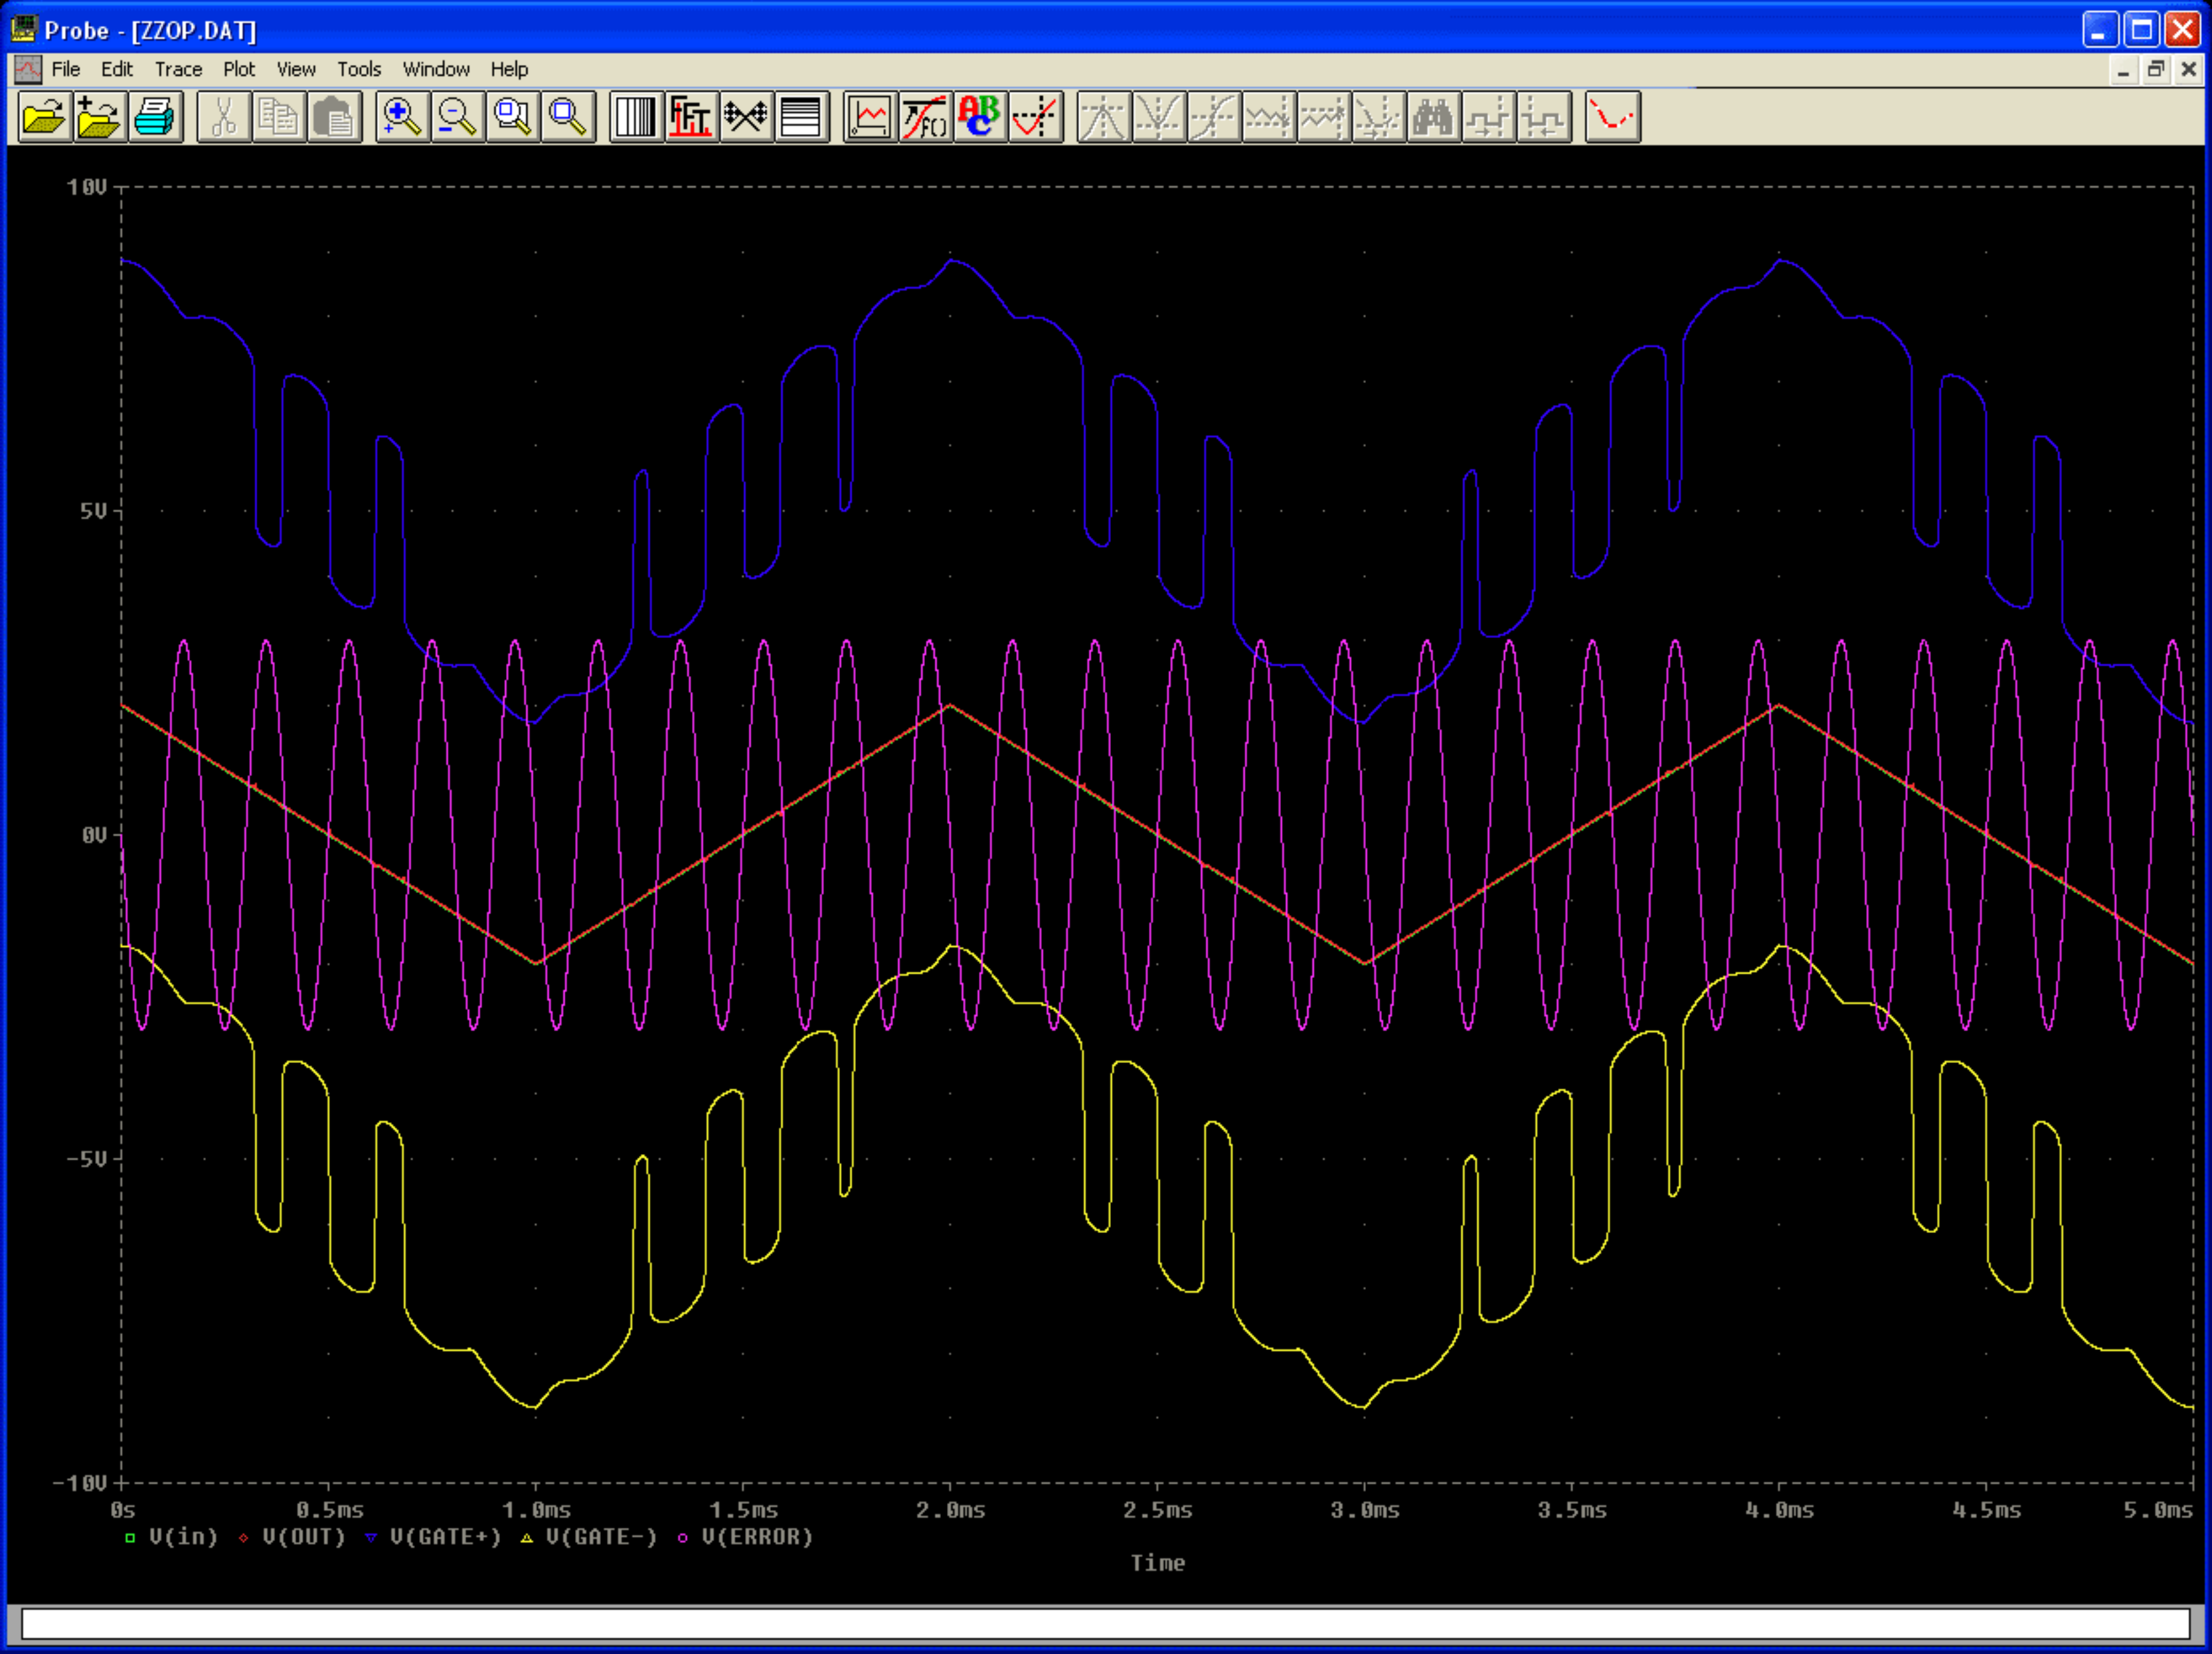 Probe - [ZZOP.DAT]
File Edit Trace Plot View Tools Window Help
FFT f() ABC
10V
5V
0V
-5V
-10V
0s 0.5ms 1.0ms 1.5ms 2.0ms 2.5ms 3.0ms 3.5ms 4.0ms 4.5ms 5.0ms
V(in) V(OUT) V(GATE+) V(GATE-) V(ERROR)
Time